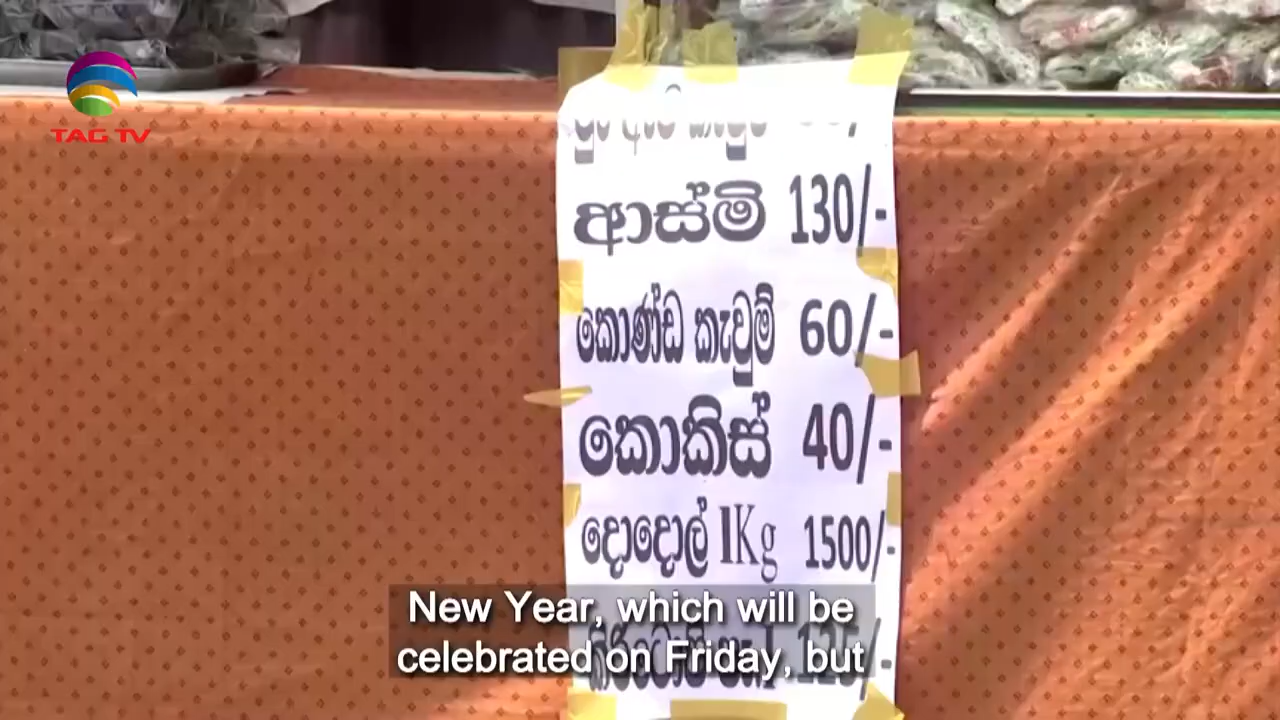 TAG TV
ආස්මි 130/-
කොණ්ඩ කැවුම් 60/-
කොකිස් 40/-
දොදොල් 1Kg 1500/-
New Year, which will be
celebrated on Friday, but